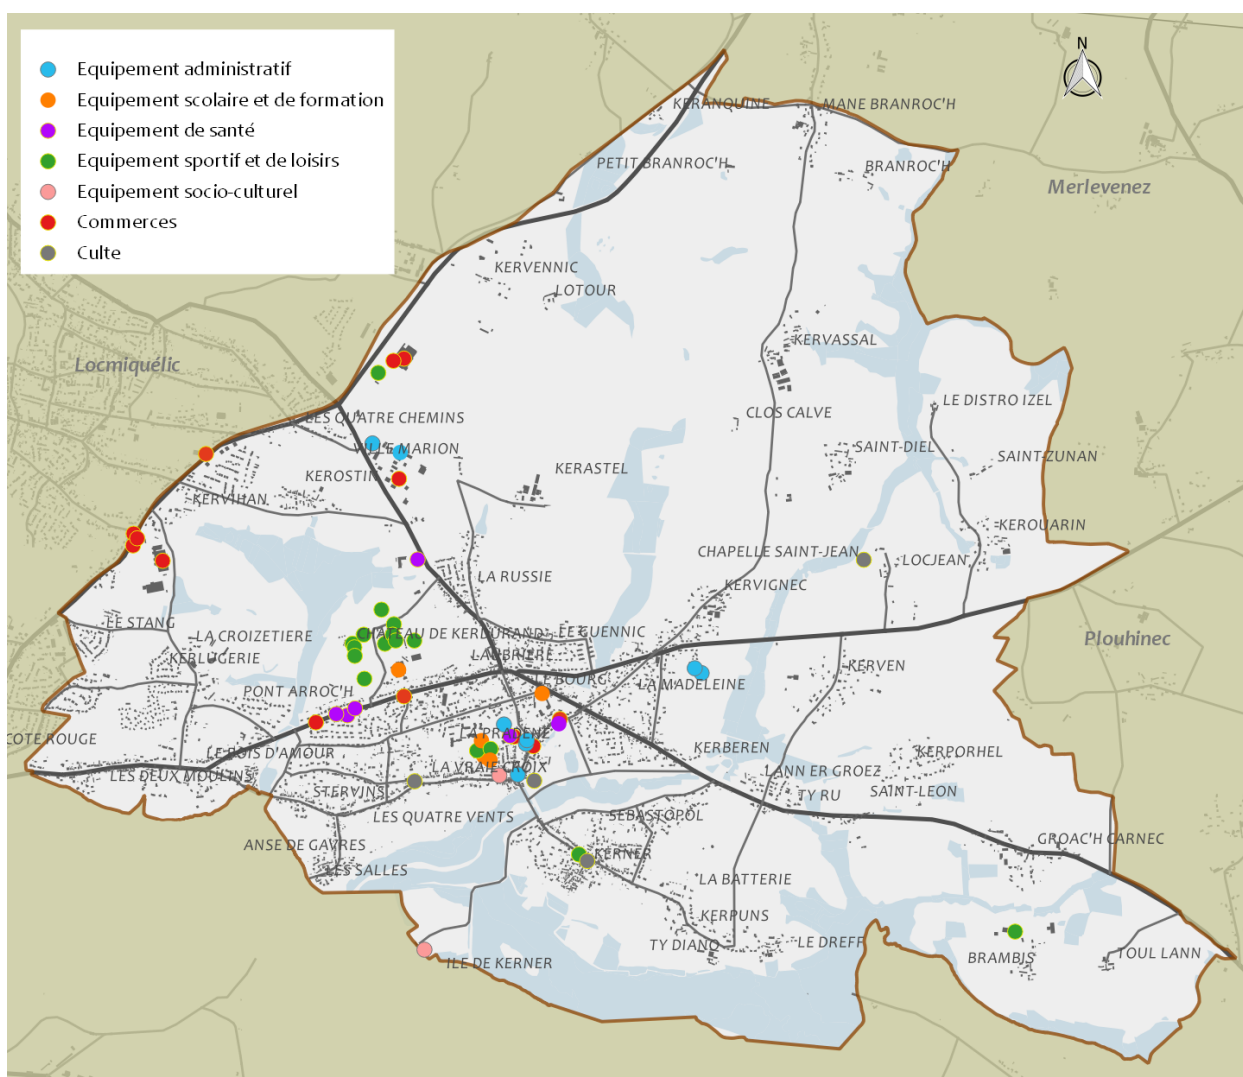 Equipement administratif
Equipement scolaire et de formation
Equipement de santé
Equipement sportif et de loisirs
Equipement socio-culturel
Commerces
Culte
N
KERANQUINE
MANE BRANROC'H
PETIT BRANROC'H
BRANROC'H
Merlevenez
KERVENNIC
LOTOUR
KERVASSAL
Locmiquélic
LE DISTRO IZEL
LES QUATRE CHEMINS
CLOS CALVE
VILLE MARION
SAINT-DIEL
SAINT-ZUNAN
KEROSTIN
KERASTEL
KERVIHAN
KEROUARIN
CHAPELLE SAINT-JEAN
LOCJEAN
LA RUSSIE
KERVIGNEC
LE STANG
LA CROIZETIERE
CHATEAU DE KERDURAND
LE GUENNIC
Plouhinec
KERLUGERIE
LARBRIERE
KERVEN
LE BOURG
LA MADELEINE
PONT ARROC'H
COTE ROUGE
LA PRADENE
LE BOIS D'AMOUR
KERBEREN
KERPORHEL
LES DEUX MOULINS
LA VRAIE CROIX
LANN ER GROEZ
STERVINS
TY RU
SAINT-LEON
LES QUATRE VENTS
SEBASTOPOL
GROAC'H CARNEC
ANSE DE GAVRES
KERNER
LES SALLES
LA BATTERIE
KERPUNS
TY DIANO
LE DREFF
BRAMBIS
TOUL LANN
ILE DE KERNER